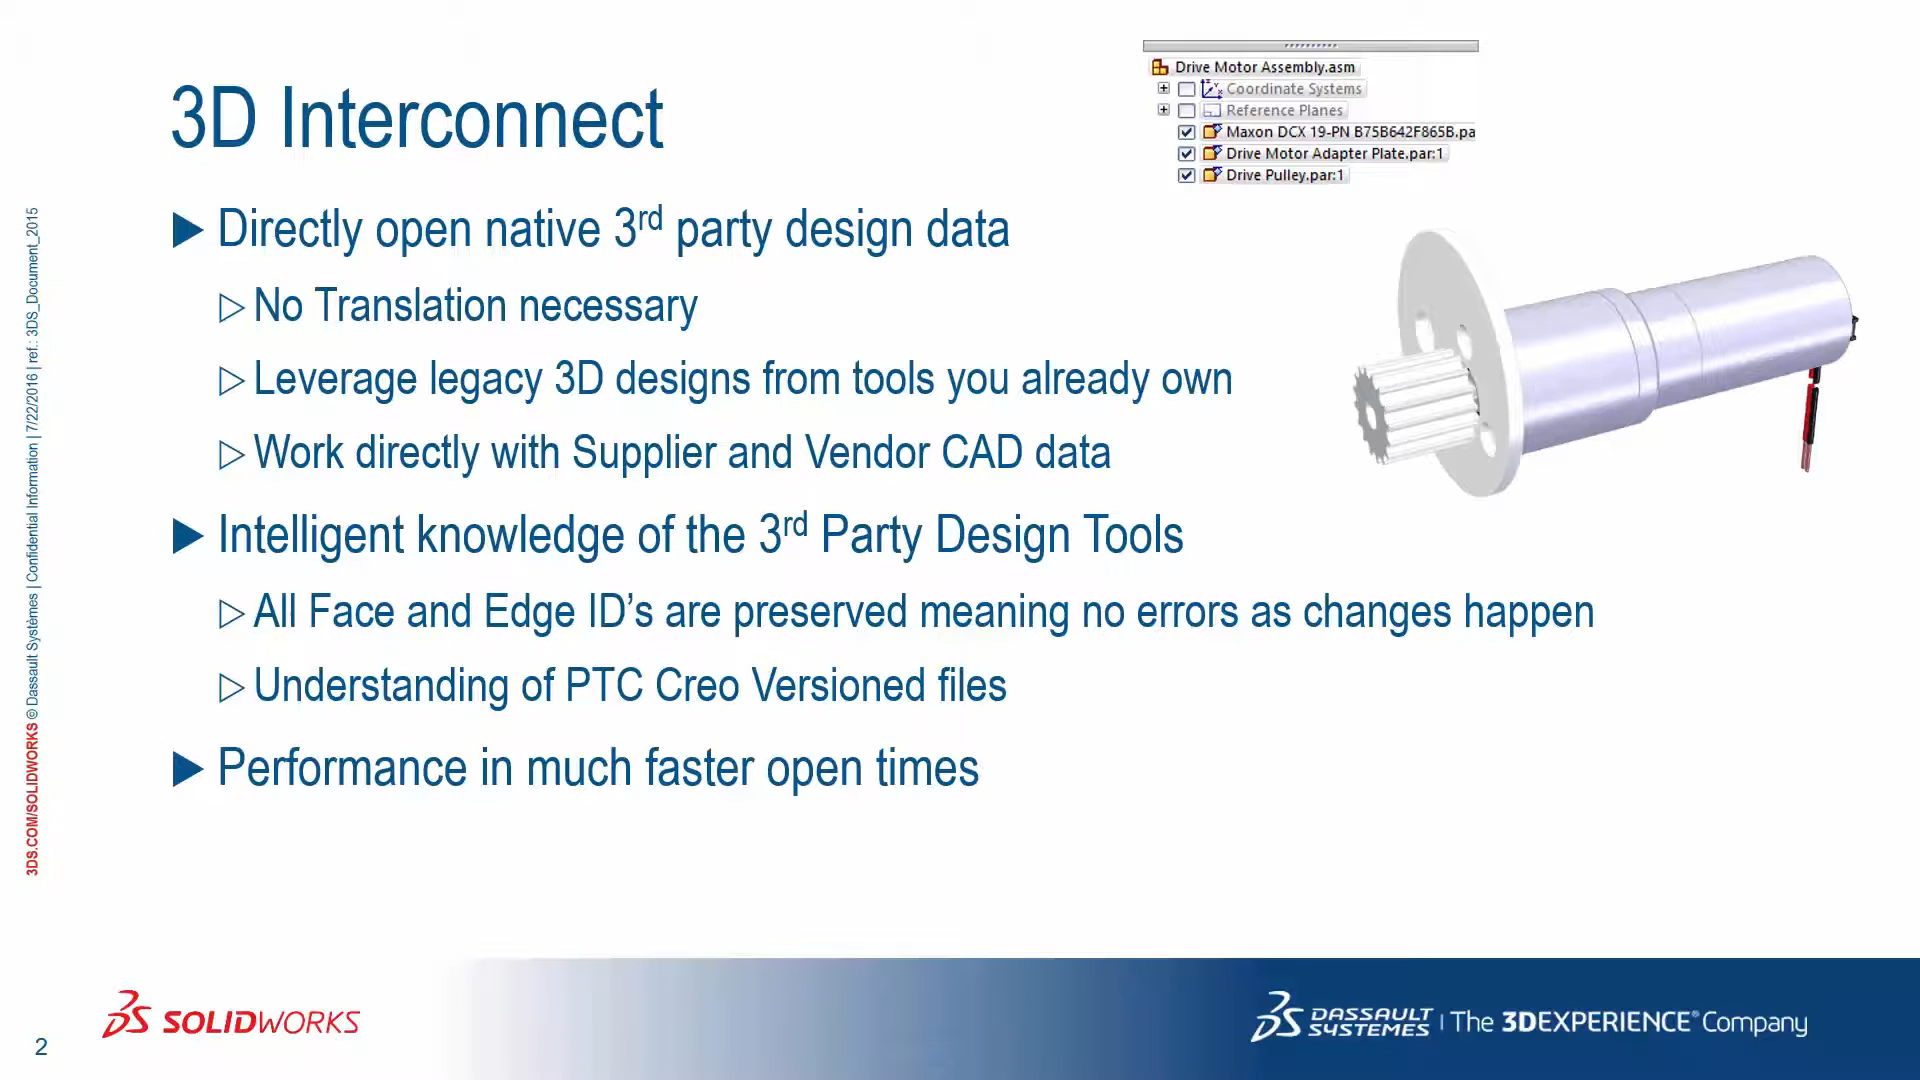 3D Interconnect
Drive Motor Assembly.asm
Coordinate Systems
Reference Planes
Maxon DCX 19-PN B75B642F865B.pa
Drive Motor Adapter Plate.par:1
Drive Pulley.par:1
Directly open native 3rd party design data
No Translation necessary
Leverage legacy 3D designs from tools you already own
Work directly with Supplier and Vendor CAD data
Intelligent knowledge of the 3rd Party Design Tools
All Face and Edge ID’s are preserved meaning no errors as changes happen
Understanding of PTC Creo Versioned files
Performance in much faster open times
3DS.COM/SOLIDWORKS © Dassault Systèmes | Confidential Information | 7/22/2016 | ref.: 3DS_Document_2015
2
SOLIDWORKS
DASSAULT SYSTEMES | The 3DEXPERIENCE® Company